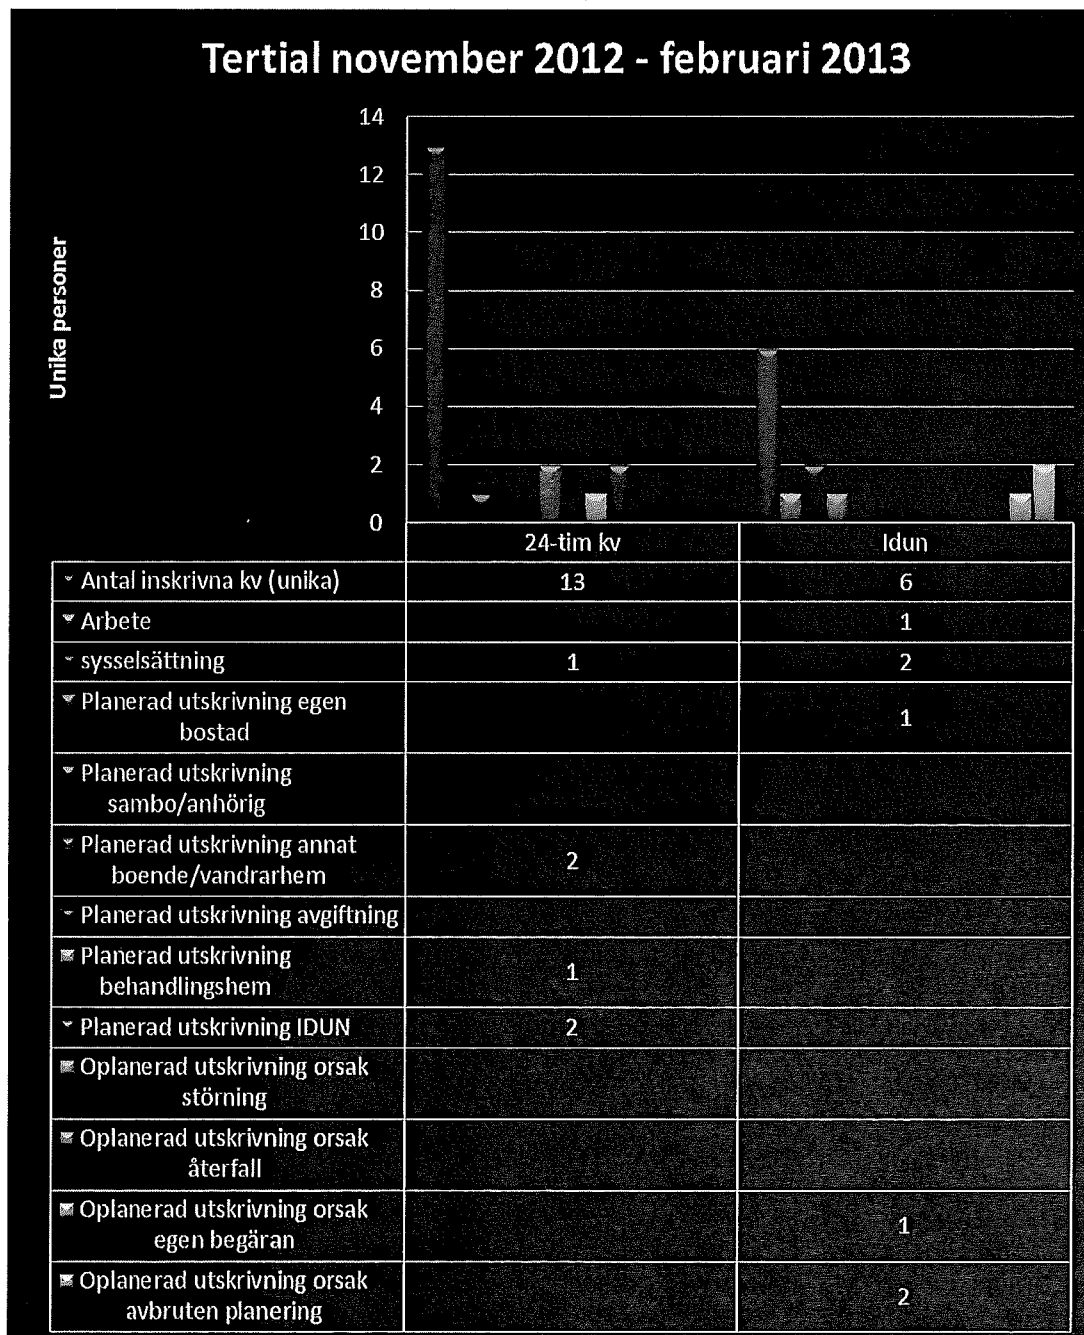 Tertial november 2012 - februari 2013
Unika personer
14
12
10
8
6
4
2
0
24-tim kv Idun
Antal inskrivna kv (unika) 13 6
Arbete 1
sysselsättning 1 2
Planerad utskrivning egen
bostad 1
Planerad utskrivning
sambo/anhörig
Planerad utskrivning annat
boende/vandrarhem 2
Planerad utskrivning avgiftning
Planerad utskrivning
behandlingshem 1
Planerad utskrivning IDUN 2
Oplanerad utskrivning orsak
störning
Oplanerad utskrivning orsak
återfall
Oplanerad utskrivning orsak
egen begäran 1
Oplanerad utskrivning orsak
avbruten planering 2